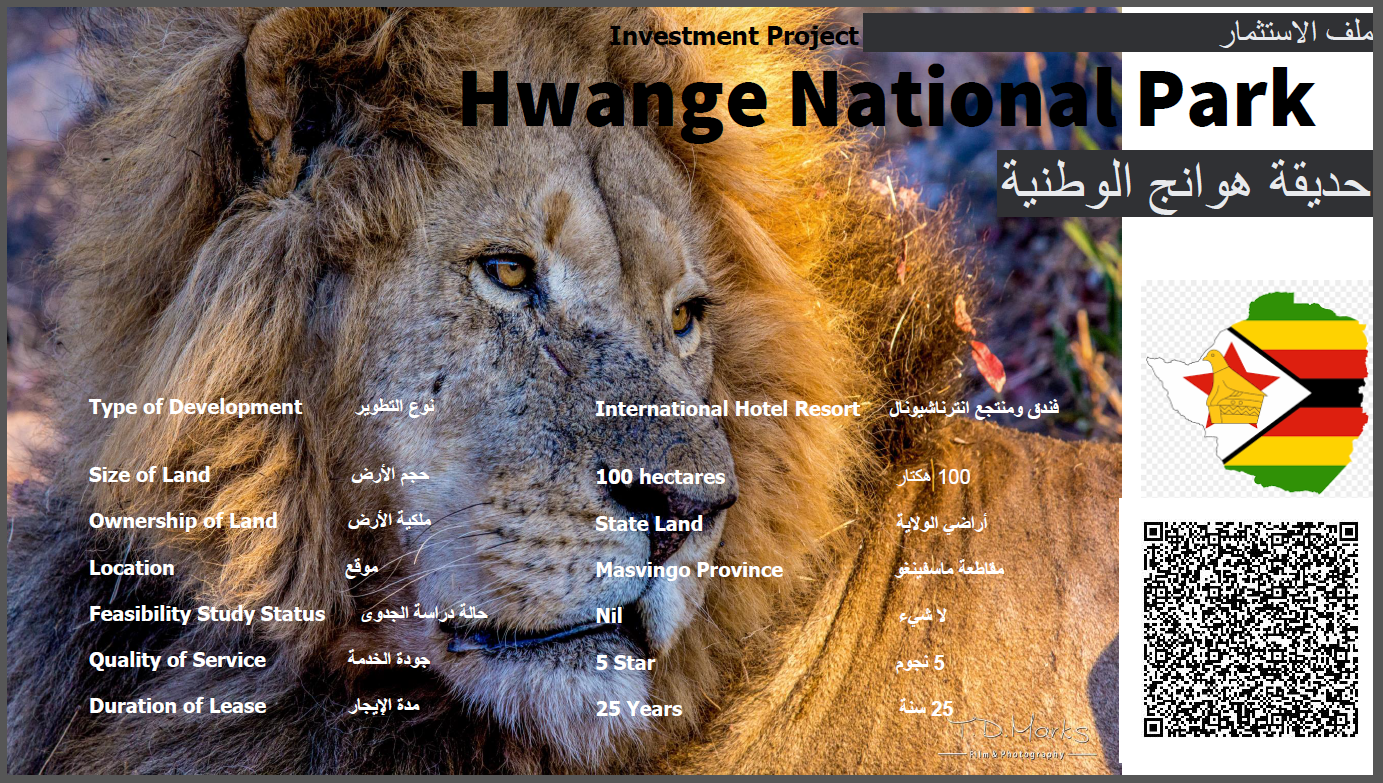 Investment Project ملف الاستثمار
Hwange National Park
حديقة هوانج الوطنية
Type of Development نوع التطوير International Hotel Resort فندق ومنتجع انترناشيونال
Size of Land حجم الأرض 100 hectares 100 هكتار
Ownership of Land ملكية الأرض State Land أراضي الولاية
Location موقع Masvingo Province مقاطعة ماسفينغو
Feasibility Study Status حالة دراسة الجدوى Nil لا شيء
Quality of Service جودة الخدمة 5 Star 5 نجوم
Duration of Lease مدة الإيجار 25 Years 25 سنة
T.D.Monks
Film & Photography